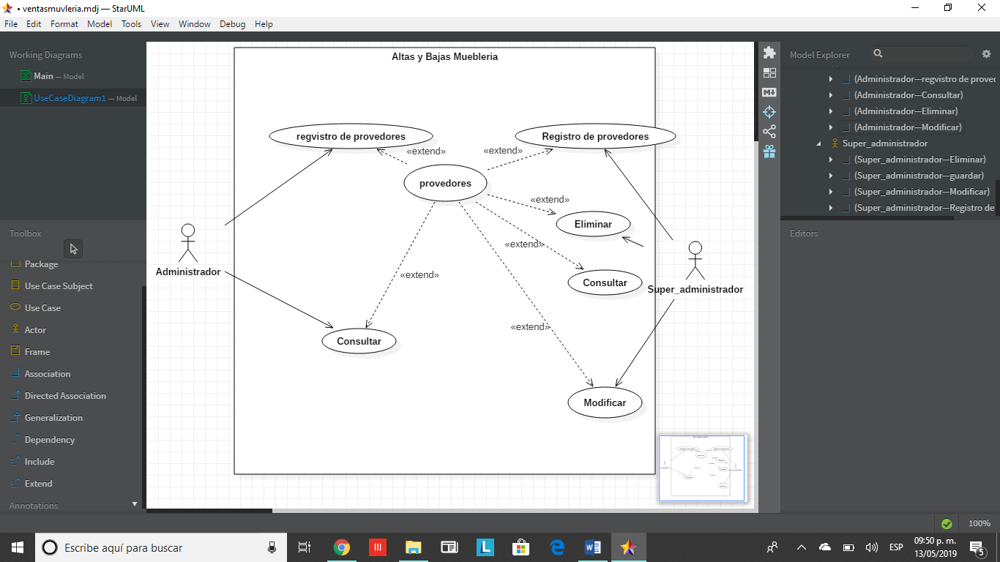 • ventasmuvleria.mdj — StarUML
File Edit Format Model Tools View Window Debug Help
Working Diagrams
Main — Model
UseCaseDiagram1 — Model
Toolbox
Package
Use Case Subject
Use Case
Actor
Frame
Association
Directed Association
Generalization
Dependency
Include
Extend
Annotations
Altas y Bajas Muebleria
regvistro de provedores
Registro de provedores
«extend»
«extend»
provedores
«extend»
Eliminar
«extend»
Administrador
Super_administrador
«extend»
Consultar
«extend»
Consultar
Modificar
Model Explorer
(Administrador—regvistro de provec
(Administrador—Consultar)
(Administrador—Eliminar)
(Administrador—Modificar)
Super_administrador
(Super_administrador—Eliminar)
(Super_administrador—guardar)
(Super_administrador—Modificar)
(Super_administrador—Registro de
Editors
100%
Escribe aquí para buscar
ESP
09:50 p. m.
13/05/2019
5